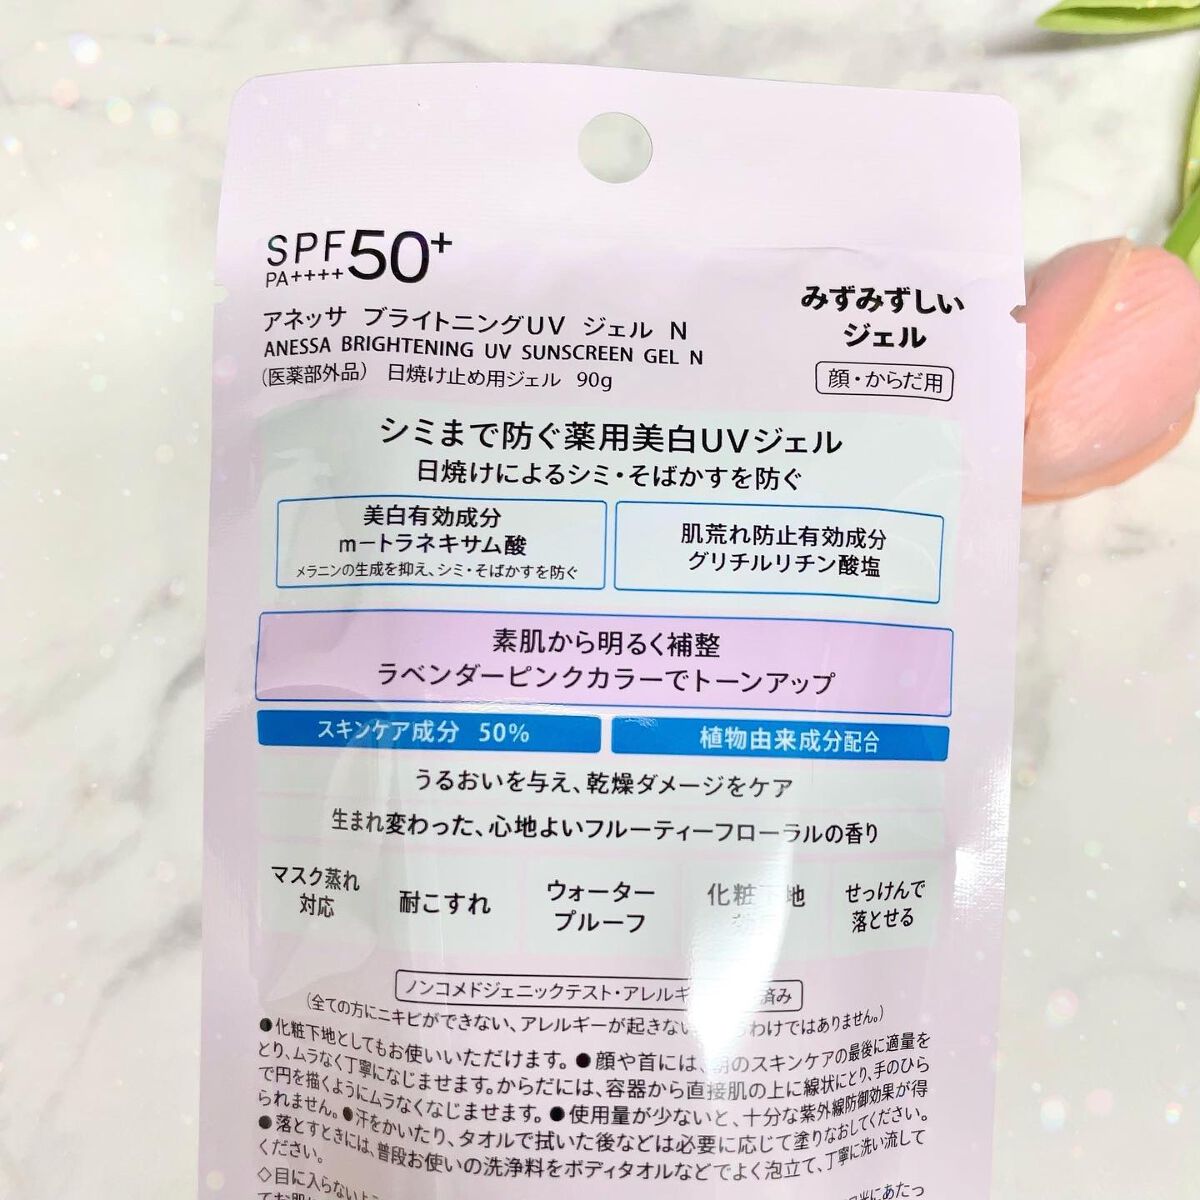 SPF50+
PA++++
アネッサ ブライトニングUV ジェル N
ANESSA BRIGHTENING UV SUNSCREEN GEL N
（医薬部外品） 日焼け止め用ジェル 90g
みずみずしい
ジェル
顔・からだ用
シミまで防ぐ薬用美白UVジェル
日焼けによるシミ・そばかすを防ぐ
美白有効成分
m-トラネキサム酸
メラニンの生成を抑え、シミ・そばかすを防ぐ
肌荒れ防止有効成分
グリチルリチン酸塩
素肌から明るく補整
ラベンダーピンクカラーでトーンアップ
スキンケア成分 50%
植物由来成分配合
うるおいを与え、乾燥ダメージをケア
生まれ変わった、心地よいフルーティーフローラルの香り
マスク蒸れ
対応
耐こすれ
ウォーター
プルーフ
化粧下地
せっけんで
落とせる
ノンコメドジェニックテスト・アレルギ 済み
（全ての方にニキビができない、アレルギーが起きない わけではありません。）
●化粧下地としてもお使いいただけます。●顔や首には、朝のスキンケアの最後に適量を
とり、ムラなく丁寧になじませます。からだには、容器から直接肌の上に線状にとり、手のひら
で円を描くようにムラなくなじませます。●使用量が少ないと、十分な紫外線防御効果が得
られません。●汗をかいたり、タオルで拭いた後などは必要に応じて塗りなおしてください。
●落とすときには、普段お使いの洗浄料をボディタオルなどでよく泡立て、丁寧に洗い流して
ください。
◇目に入らない 光にあたっ